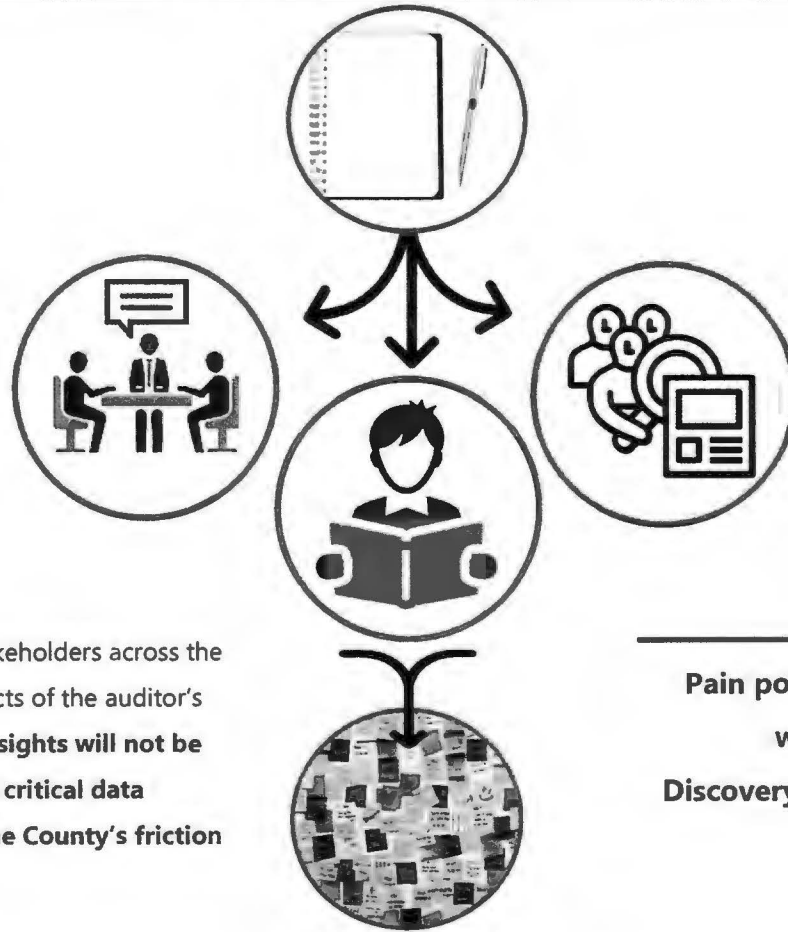 keholders across the
cts of the auditor's
sights will not be
critical data
e County's friction
Pain po
w
Discovery